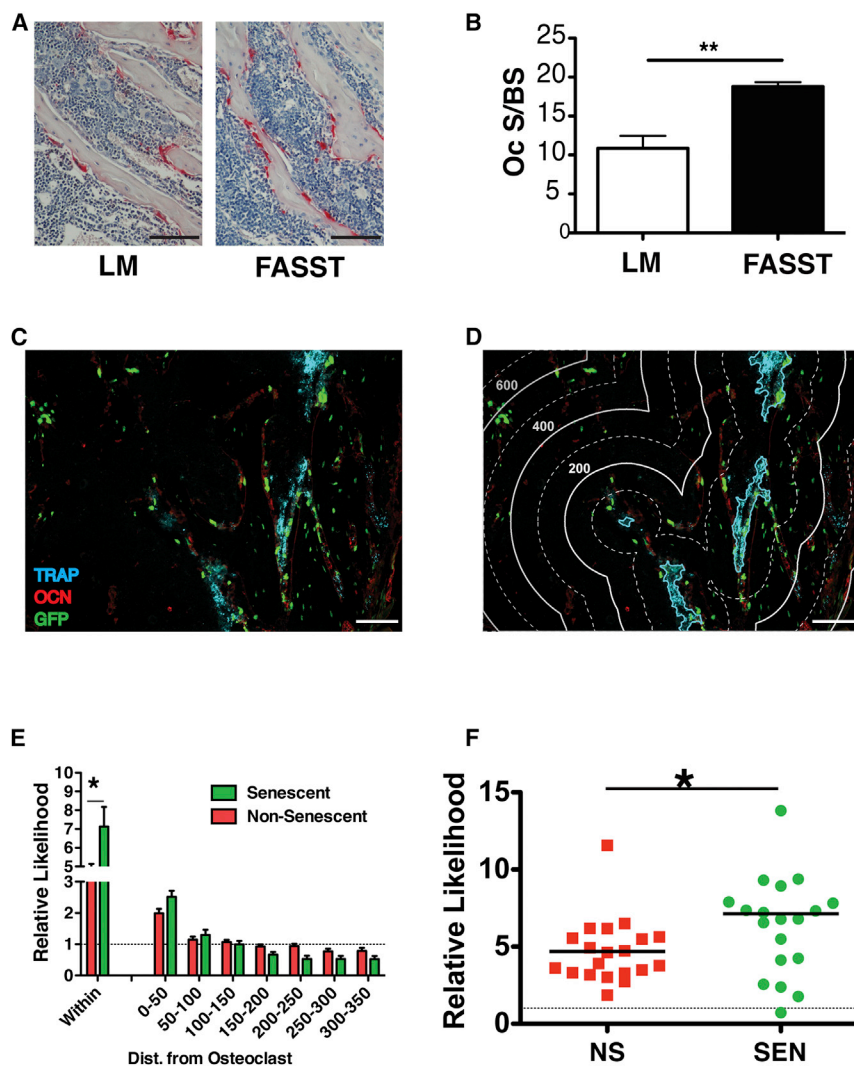 A
LM
FASST
B
Oc S/BS
25
20
15
10
5
0
**
LM
FASST
C
TRAP
OCN
GFP
D
600
400
200
E
Relative Likelihood
10
9
8
7
6
5
3
2
1
0
*
Senescent
Non-Senescent
Within
0-50
50-100
100-150
150-200
200-250
250-300
300-350
Dist. from Osteoclast
F
Relative Likelihood
15
10
5
0
*
NS
SEN